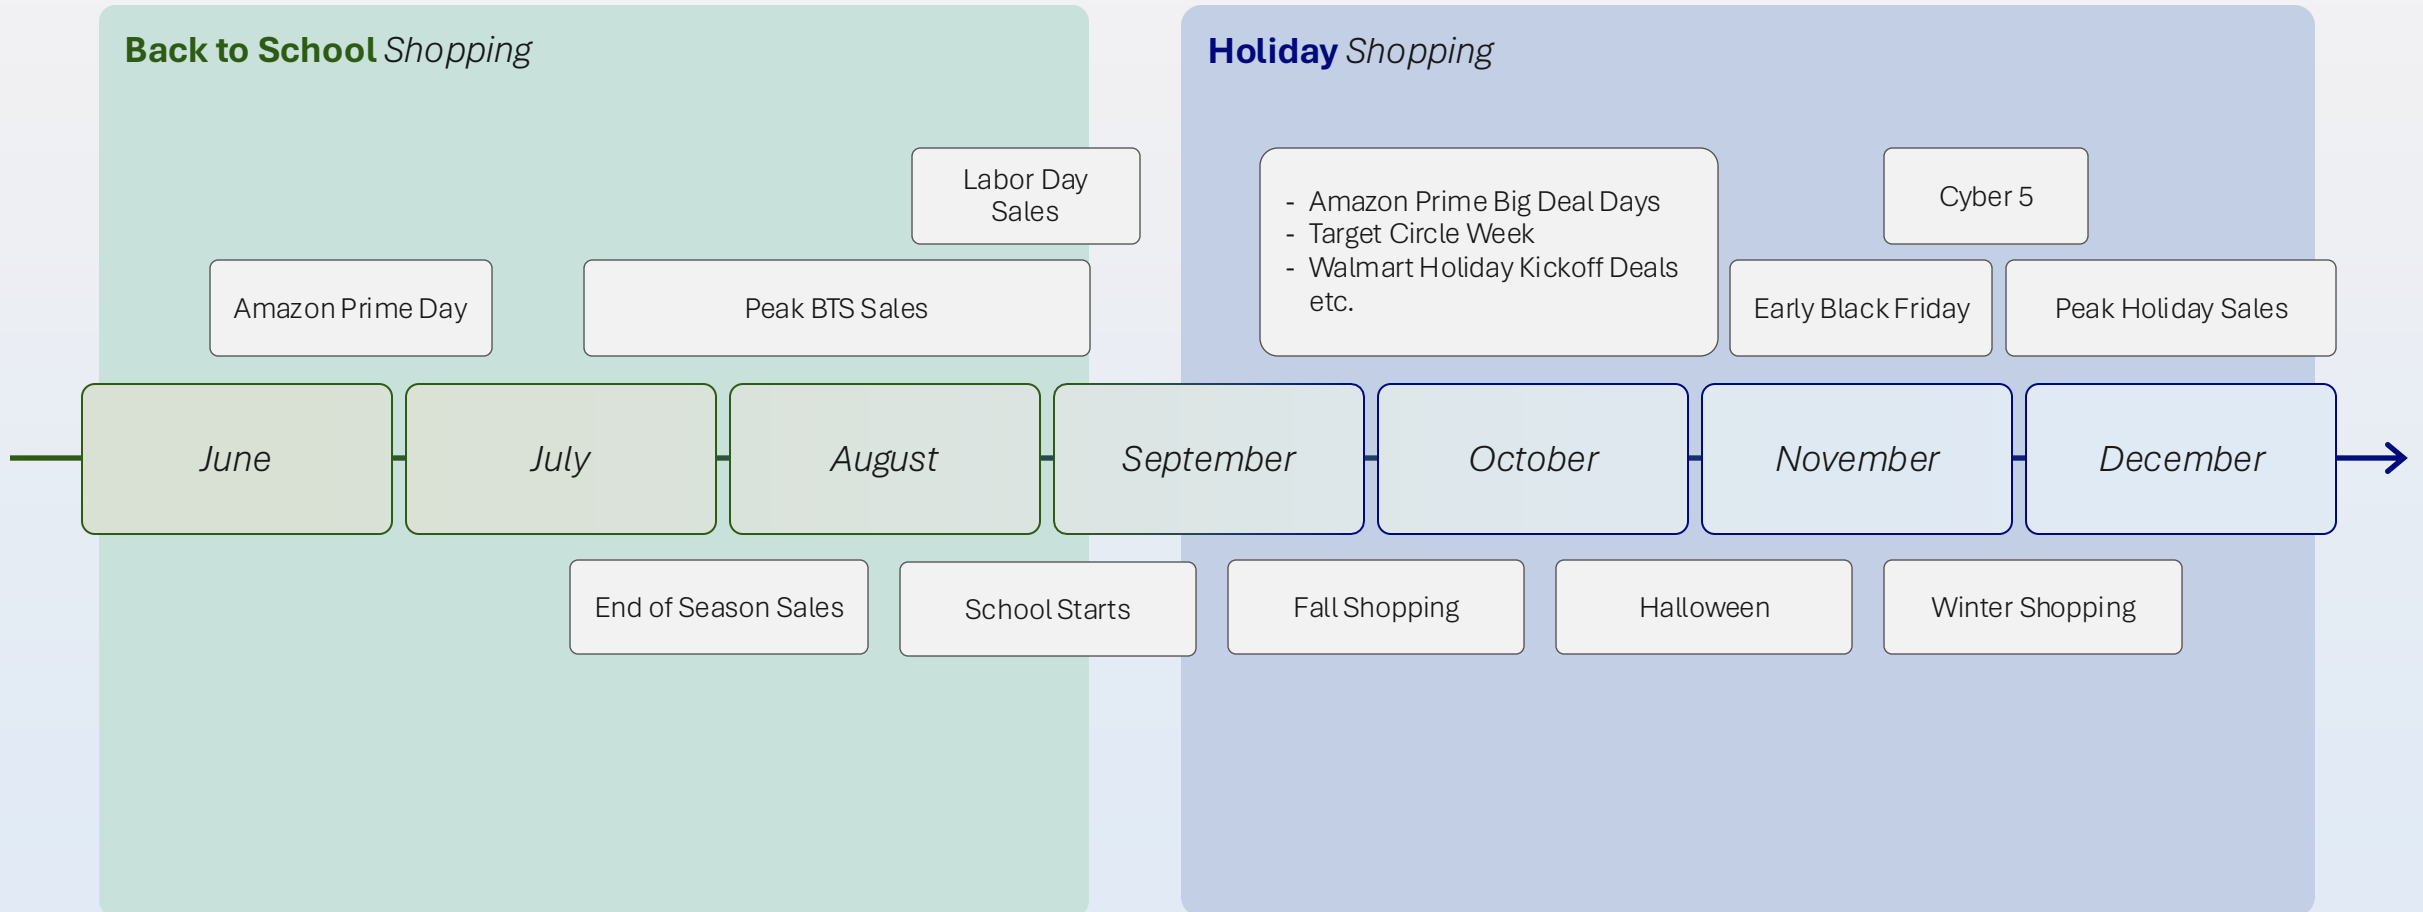 Back to School Shopping
Holiday Shopping
Labor Day
Sales
- Amazon Prime Big Deal Days
- Target Circle Week
- Walmart Holiday Kickoff Deals
etc.
Cyber 5
Amazon Prime Day
Peak BTS Sales
Early Black Friday
Peak Holiday Sales
June
July
August
September
October
November
December
End of Season Sales
School Starts
Fall Shopping
Halloween
Winter Shopping